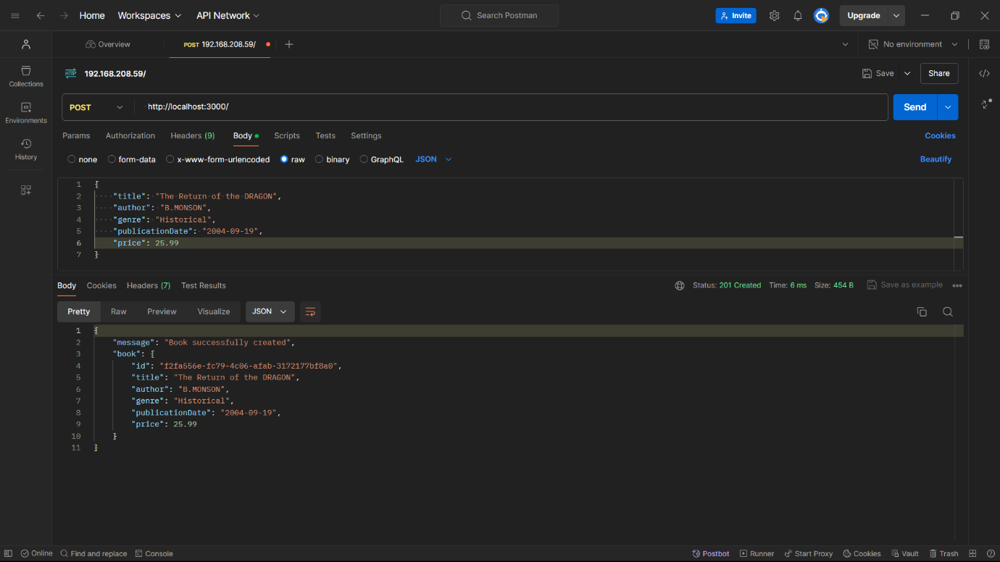 Home Workspaces API Network Search Postman Invite Upgrade
Overview POST 192.168.208.59/ No environment
HTTP 192.168.208.59/ Save Share
Collections
Environments
History
POST http://localhost:3000/ Send
Params Authorization Headers (9) Body Scripts Tests Settings Cookies
none form-data x-www-form-urlencoded raw binary GraphQL JSON Beautify
1 {
2 "title": "The Return of the DRAGON",
3 "author": "B.MONSON",
4 "genre": "Historical",
5 "publicationDate": "2004-09-19",
6 "price": 25.99
7 }
Body Cookies Headers (7) Test Results Status: 201 Created Time: 6 ms Size: 454 B Save as example
Pretty Raw Preview Visualize JSON
1 {
2 "message": "Book successfully created",
3 "book": {
4 "id": "f2fa556e-fc79-4c06-afab-3172177bf8a0",
5 "title": "The Return of the DRAGON",
6 "author": "B.MONSON",
7 "genre": "Historical",
8 "publicationDate": "2004-09-19",
9 "price": 25.99
10 }
11 }
Online Find and replace Console Postbot Runner Start Proxy Cookies Vault Trash